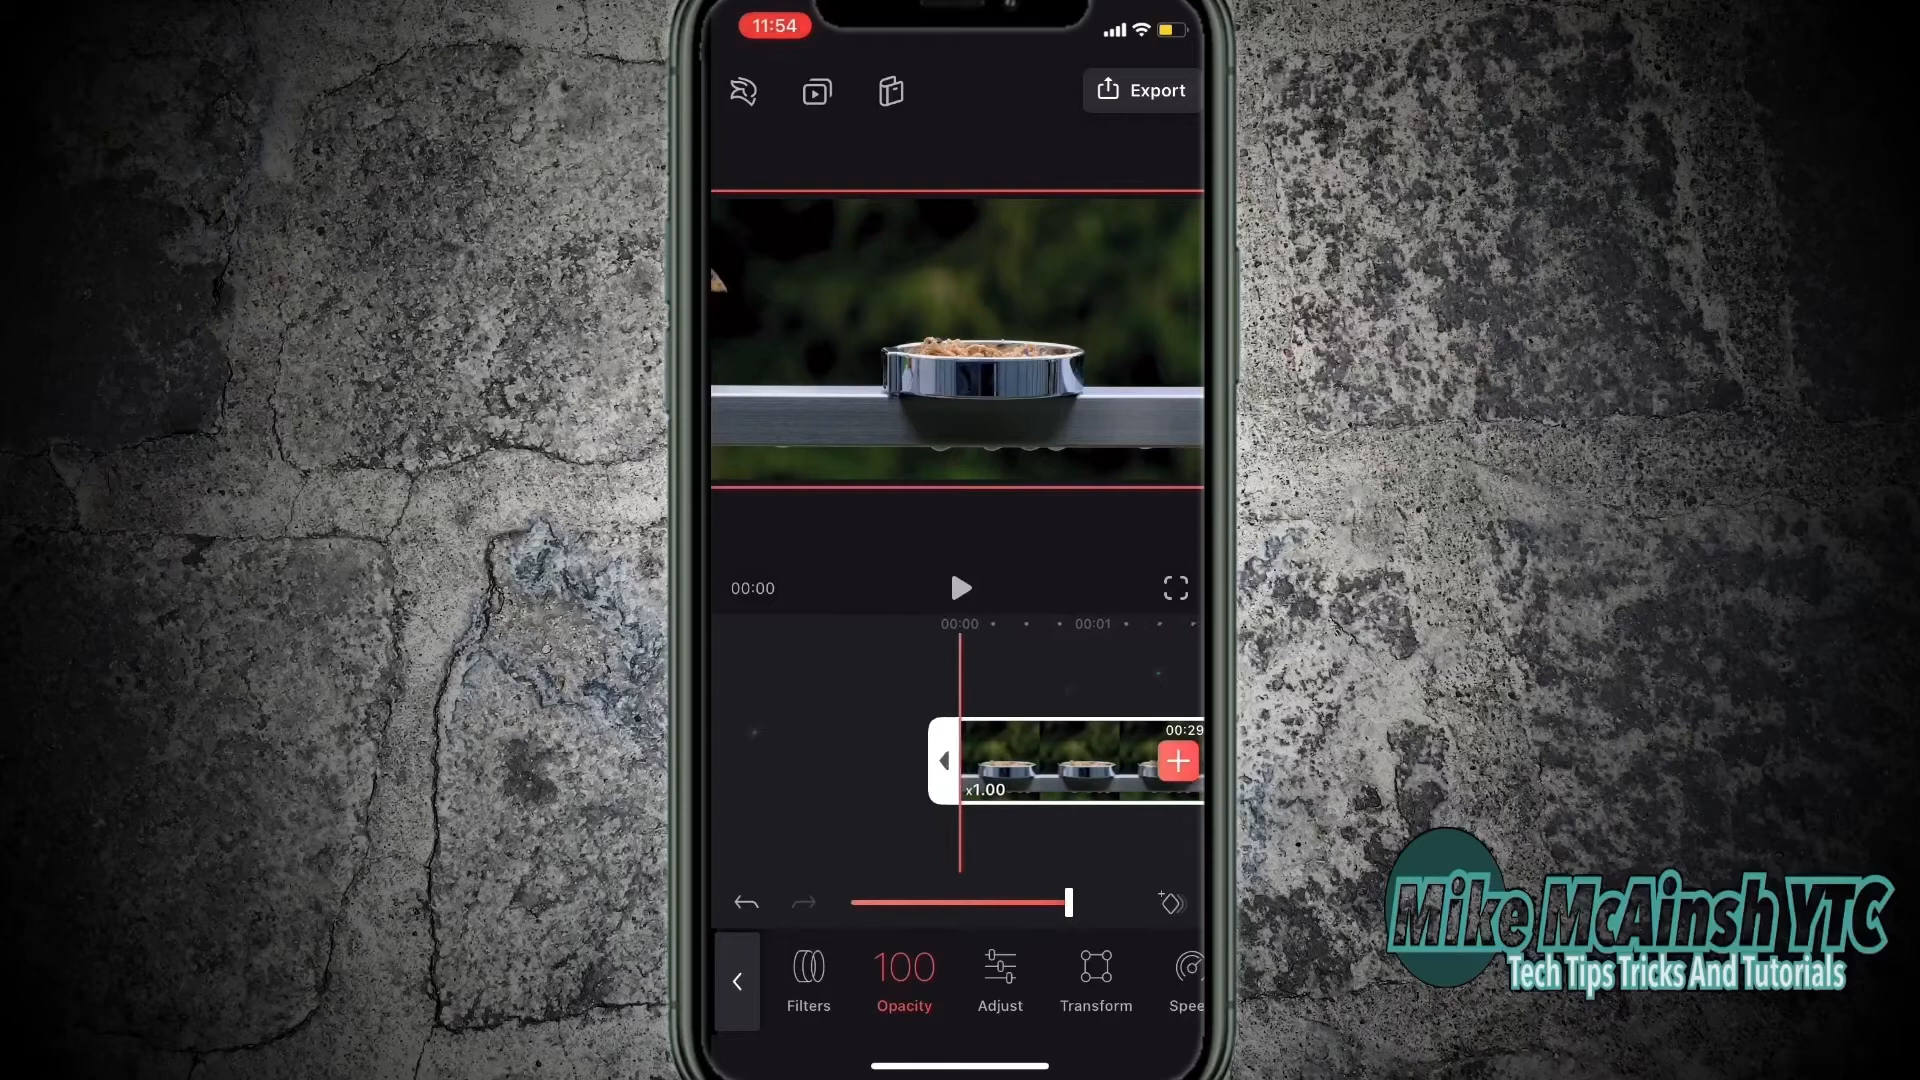 11:54
Export
00:00
00:00
00:01
00:29
x1.00
100
Filters
Opacity
Adjust
Transform
Spee
Mike McAinsh YTC
Tech Tips Tricks And Tutorials